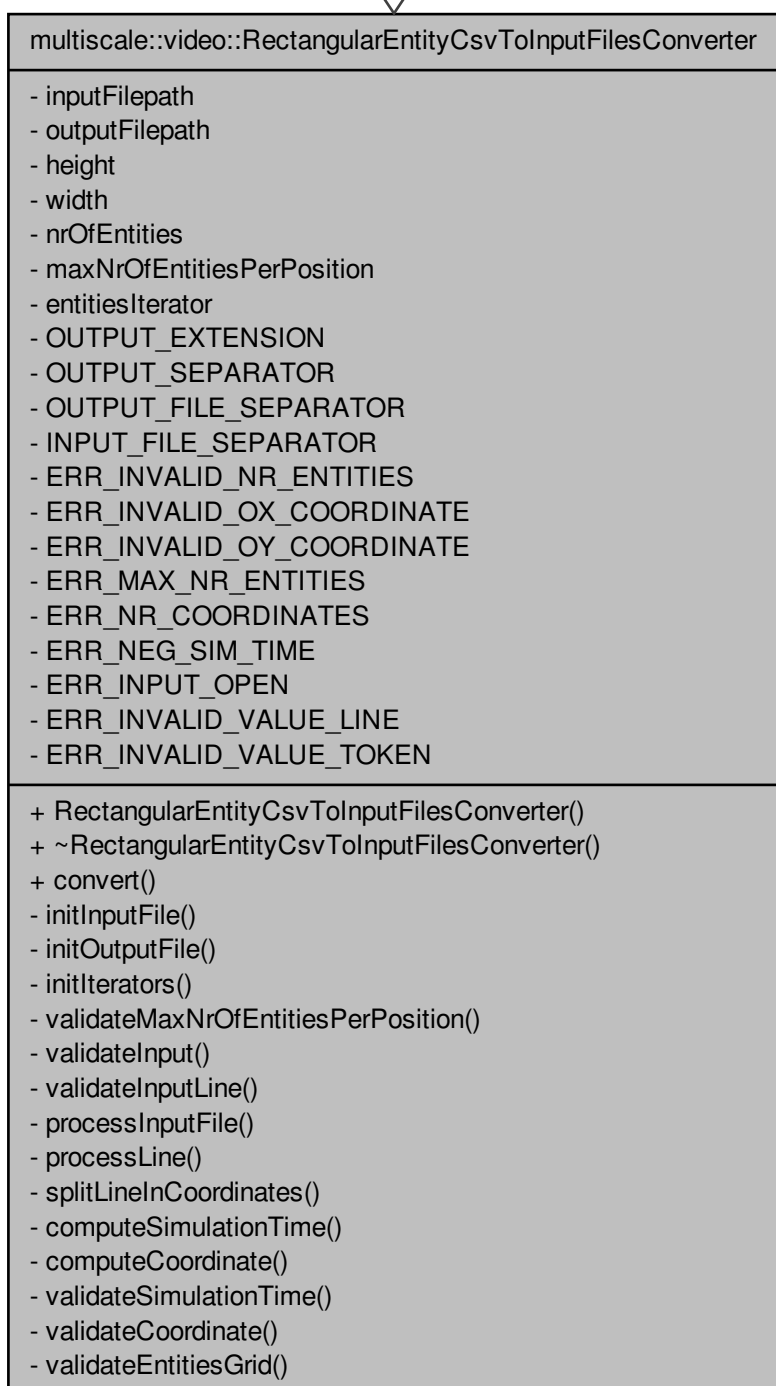 multiscale::video::RectangularEntityCsvToInputFilesConverter
- inputFilepath
- outputFilepath
- height
- width
- nrOfEntities
- maxNrOfEntitiesPerPosition
- entitiesIterator
- OUTPUT_EXTENSION
- OUTPUT_SEPARATOR
- OUTPUT_FILE_SEPARATOR
- INPUT_FILE_SEPARATOR
- ERR_INVALID_NR_ENTITIES
- ERR_INVALID_OX_COORDINATE
- ERR_INVALID_OY_COORDINATE
- ERR_MAX_NR_ENTITIES
- ERR_NR_COORDINATES
- ERR_NEG_SIM_TIME
- ERR_INPUT_OPEN
- ERR_INVALID_VALUE_LINE
- ERR_INVALID_VALUE_TOKEN
+ RectangularEntityCsvToInputFilesConverter()
+ ~RectangularEntityCsvToInputFilesConverter()
+ convert()
- initInputFile()
- initOutputFile()
- initIterators()
- validateMaxNrOfEntitiesPerPosition()
- validateInput()
- validateInputLine()
- processInputFile()
- processLine()
- splitLineInCoordinates()
- computeSimulationTime()
- computeCoordinate()
- validateSimulationTime()
- validateCoordinate()
- validateEntitiesGrid()